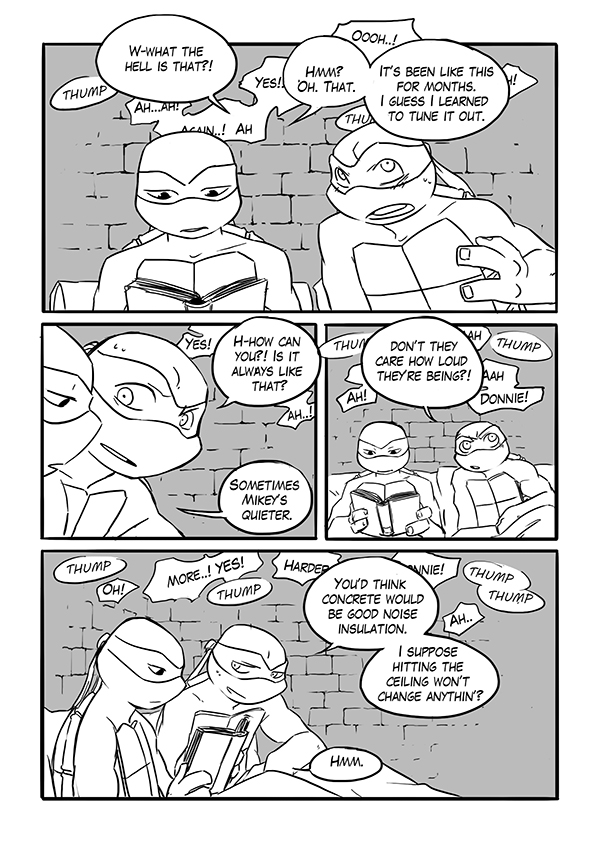 W-WHAT THE
HELL IS THAT?!
OOOH..!
HMM?
OH. THAT.
IT'S BEEN LIKE THIS
FOR MONTHS.
I GUESS I LEARNED
TO TUNE IT OUT.
YES!
THUMP
AH...AH!
AH
YES!
H-HOW CAN
YOU?! IS IT
ALWAYS LIKE
THAT?
AH..!
SOMETIMES
MIKEY'S
QUIETER.
DON'T THEY
CARE HOW LOUD
THEY'RE BEING?!
THUMP
AH!
DONNIE!
THUMP
OH!
MORE..! YES!
THUMP
HARDER
THUMP
THUMP
YOU'D THINK
CONCRETE WOULD
BE GOOD NOISE
INSULATION.
AH..
I SUPPOSE
HITTING THE
CEILING WON'T
CHANGE ANYTHIN'?
HMM.